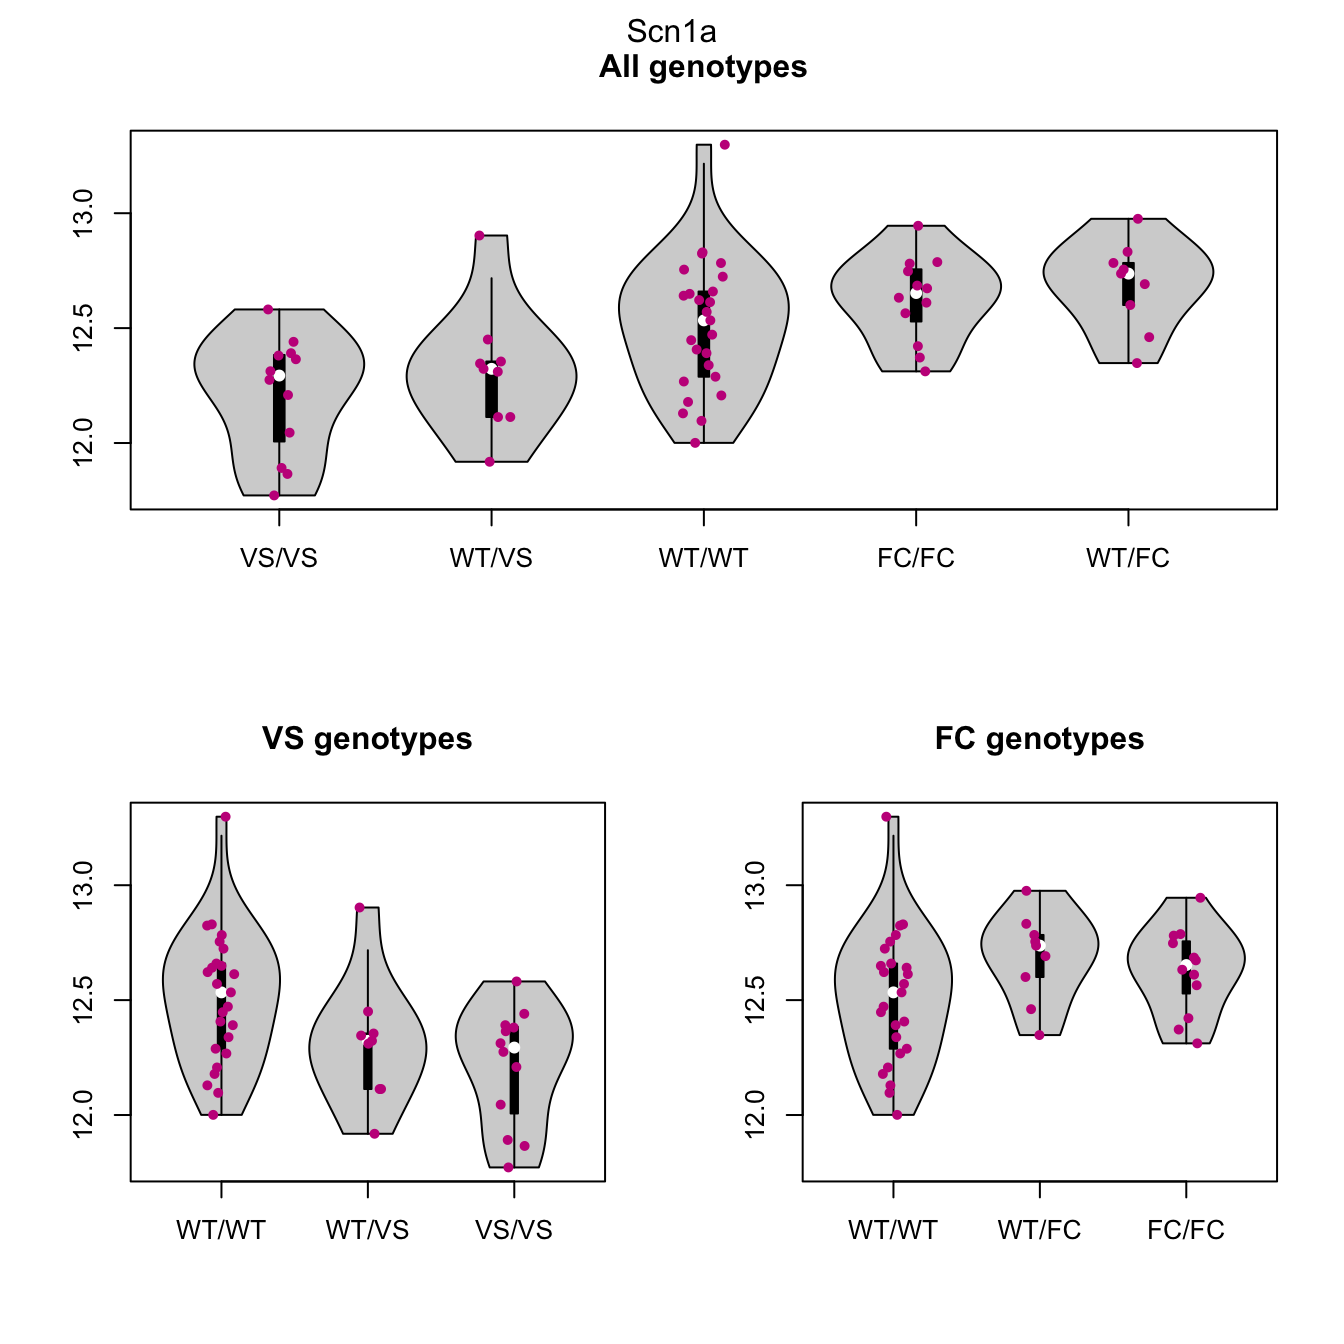 Scn1a
All genotypes
13.0
12.5
12.0
VS/VS WT/VS WT/WT FC/FC WT/FC
VS genotypes
13.0
12.5
12.0
WT/WT WT/VS VS/VS
FC genotypes
13.0
12.5
12.0
WT/WT WT/FC FC/FC